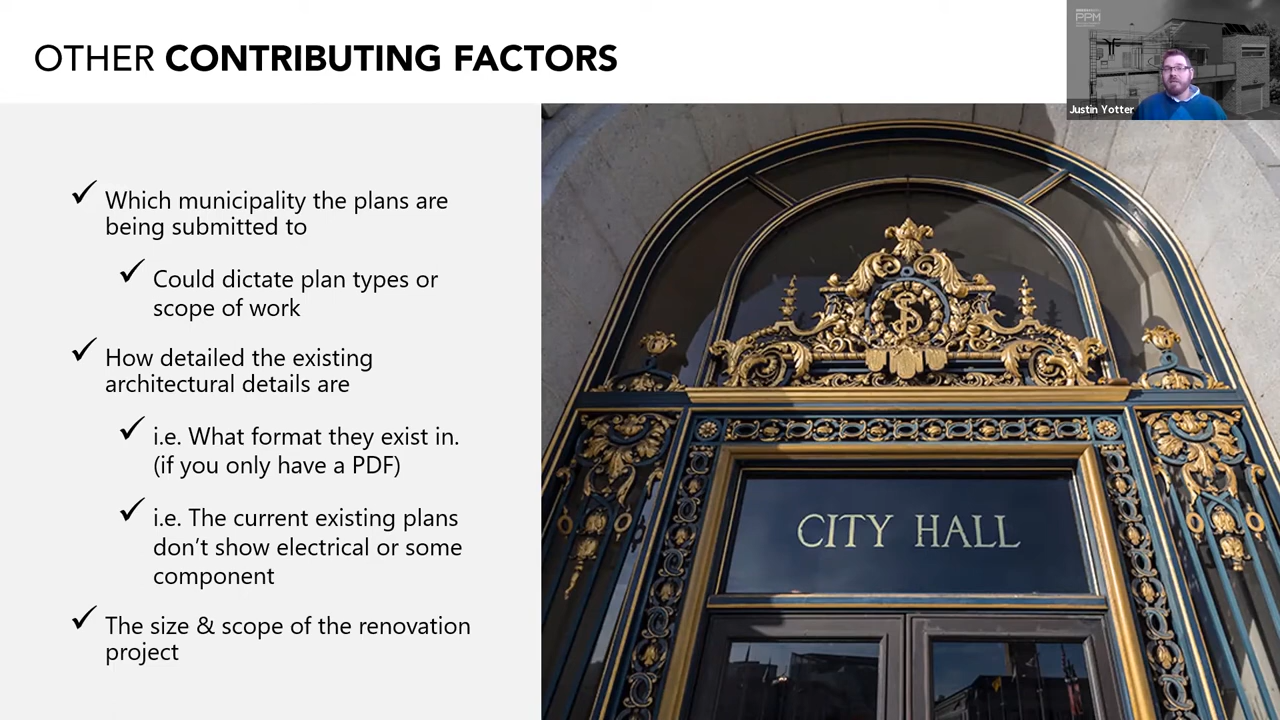 OTHER CONTRIBUTING FACTORS
PPM
Justin Yotter
Which municipality the plans are
being submitted to
Could dictate plan types or
scope of work
How detailed the existing
architectural details are
i.e. What format they exist in.
(if you only have a PDF)
i.e. The current existing plans
don’t show electrical or some
component
The size & scope of the renovation
project
CITY HALL